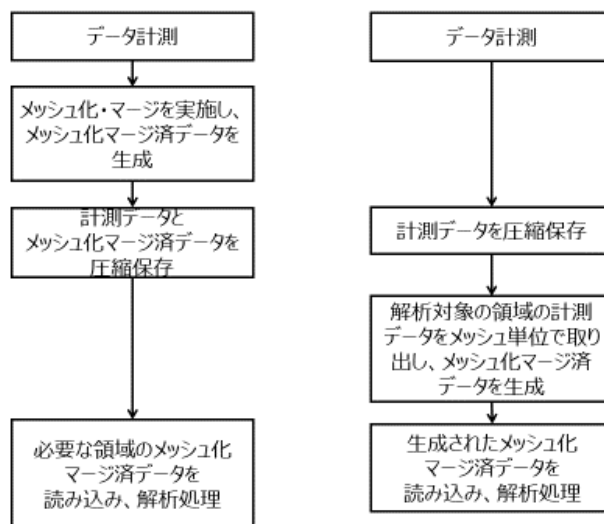 データ計測
メッシュ化・マージを実施し、
メッシュ化マージ済データを
生成
計測データと
メッシュ化マージ済データを
圧縮保存
必要な領域のメッシュ化
マージ済データを
読み込み、解析処理
データ計測
計測データを圧縮保存
解析対象の領域の計測
データをメッシュ単位で取り
出し、メッシュ化マージ済
データを生成
生成されたメッシュ化
マージ済データを
読み込み、解析処理